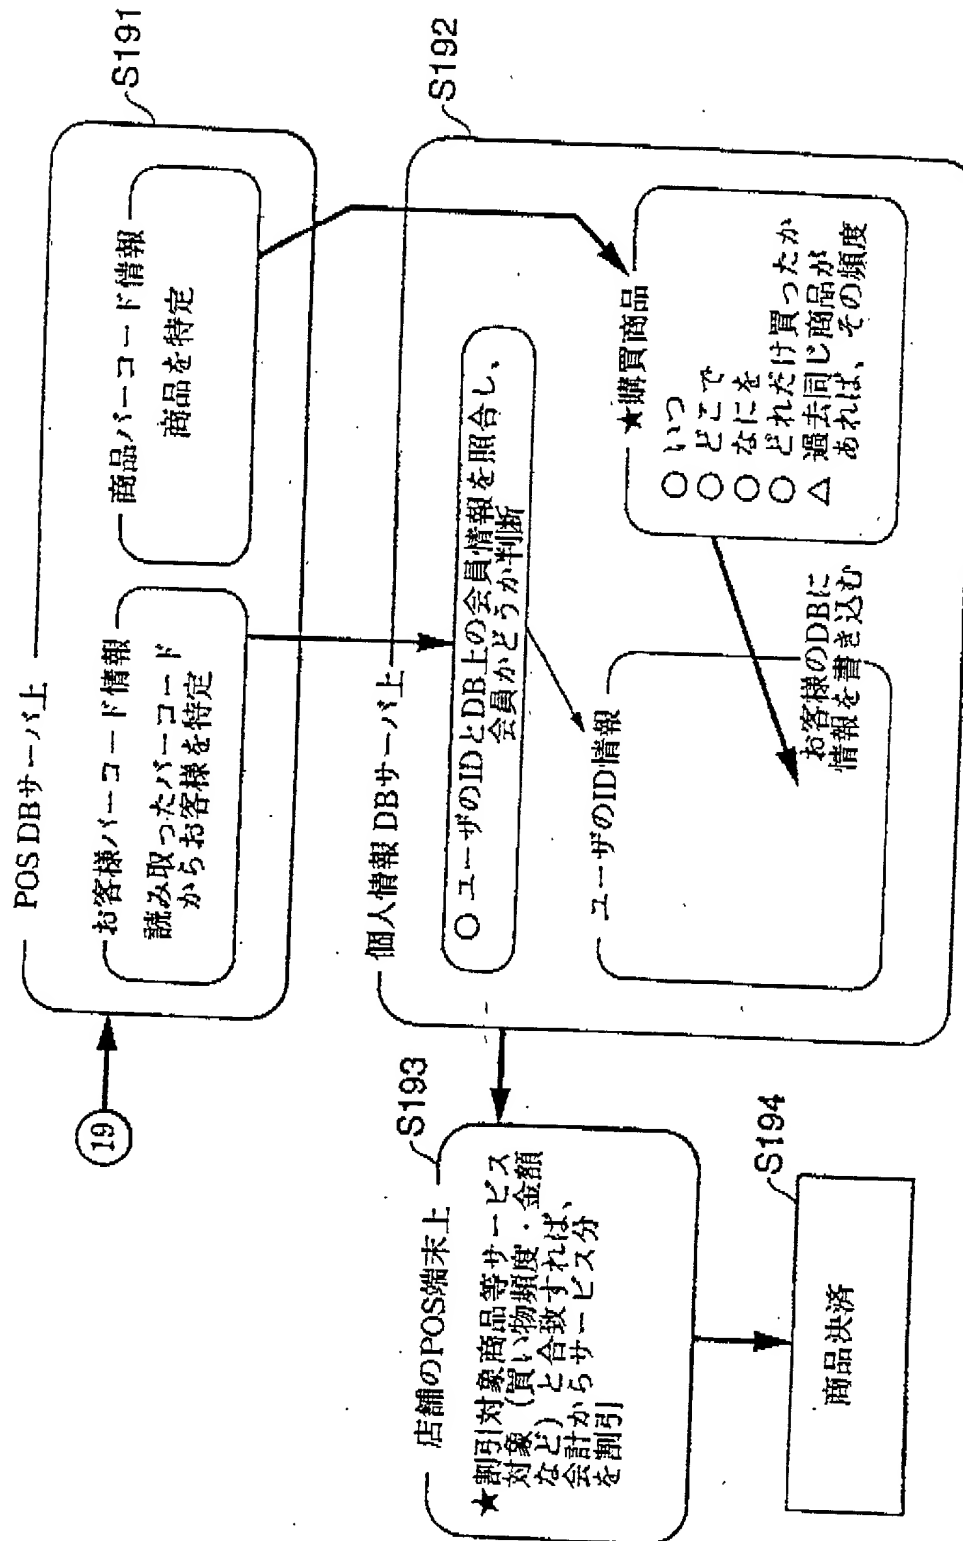 19
POS DBサーバ上
S191
お客様バーコード情報
読み取ったバーコード
からお客様を特定
商品バーコード情報
商品を特定
個人情報 DBサーバ上
S192
○ ユーザのIDとDB上の会員情報を照合し、
会員かどうか判断
ユーザのID情報
お客様のDBに
情報を書き込む
★購買商品
○ いつ
○ どこで
○ なにを
○ どれだけ買ったか
△ 過去同じ商品が
あれば、その頻度
店舗のPOS端末上
S193
★割引対象商品等サービス
対象（買い物頻度・金額
など）と合致すれば、
会計からサービス分
を割引
S194
商品決済